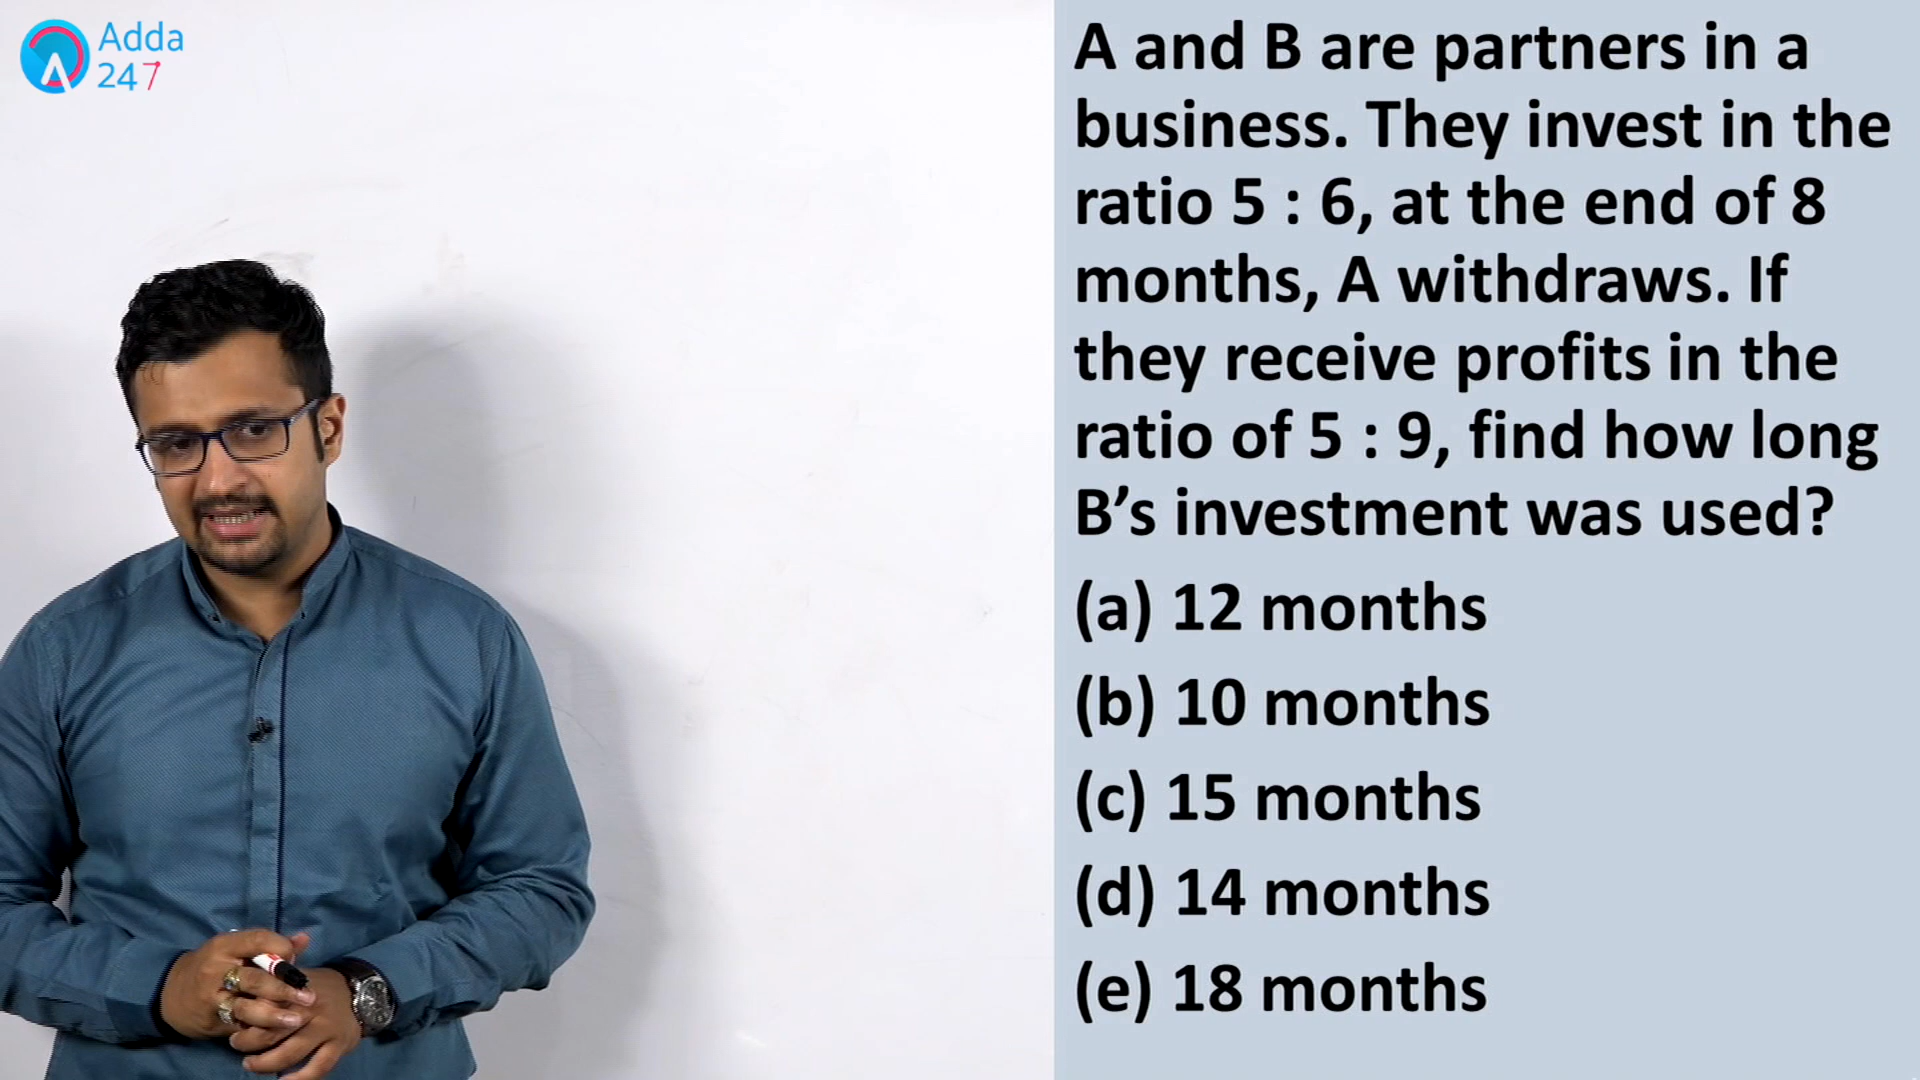 Adda
247
A and B are partners in a
business. They invest in the
ratio 5 : 6, at the end of 8
months, A withdraws. If
they receive profits in the
ratio of 5 : 9, find how long
B’s investment was used?
(a) 12 months
(b) 10 months
(c) 15 months
(d) 14 months
(e) 18 months